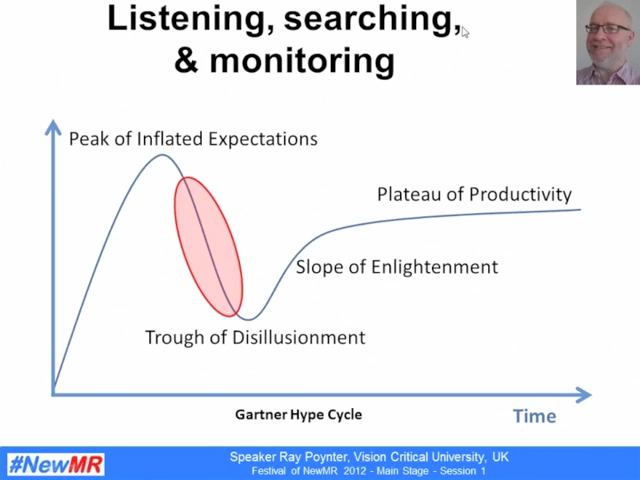 Listening, searching,
& monitoring
Peak of Inflated Expectations
Plateau of Productivity
Slope of Enlightenment
Trough of Disillusionment
Gartner Hype Cycle
Time
#NewMR
Speaker Ray Poynter, Vision Critical University, UK
Festival of NewMR 2012 - Main Stage - Session 1